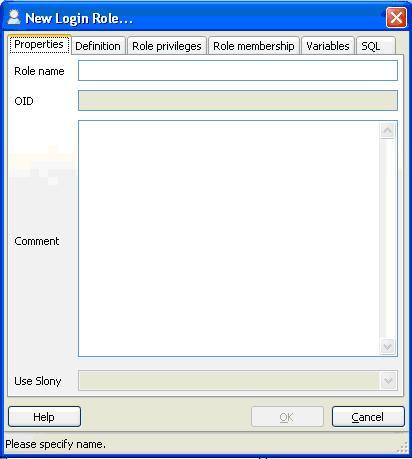 New Login Role...
Properties Definition Role privileges Role membership Variables SQL
Role name
OID
Comment
Use Slony
Help OK Cancel
Please specify name.